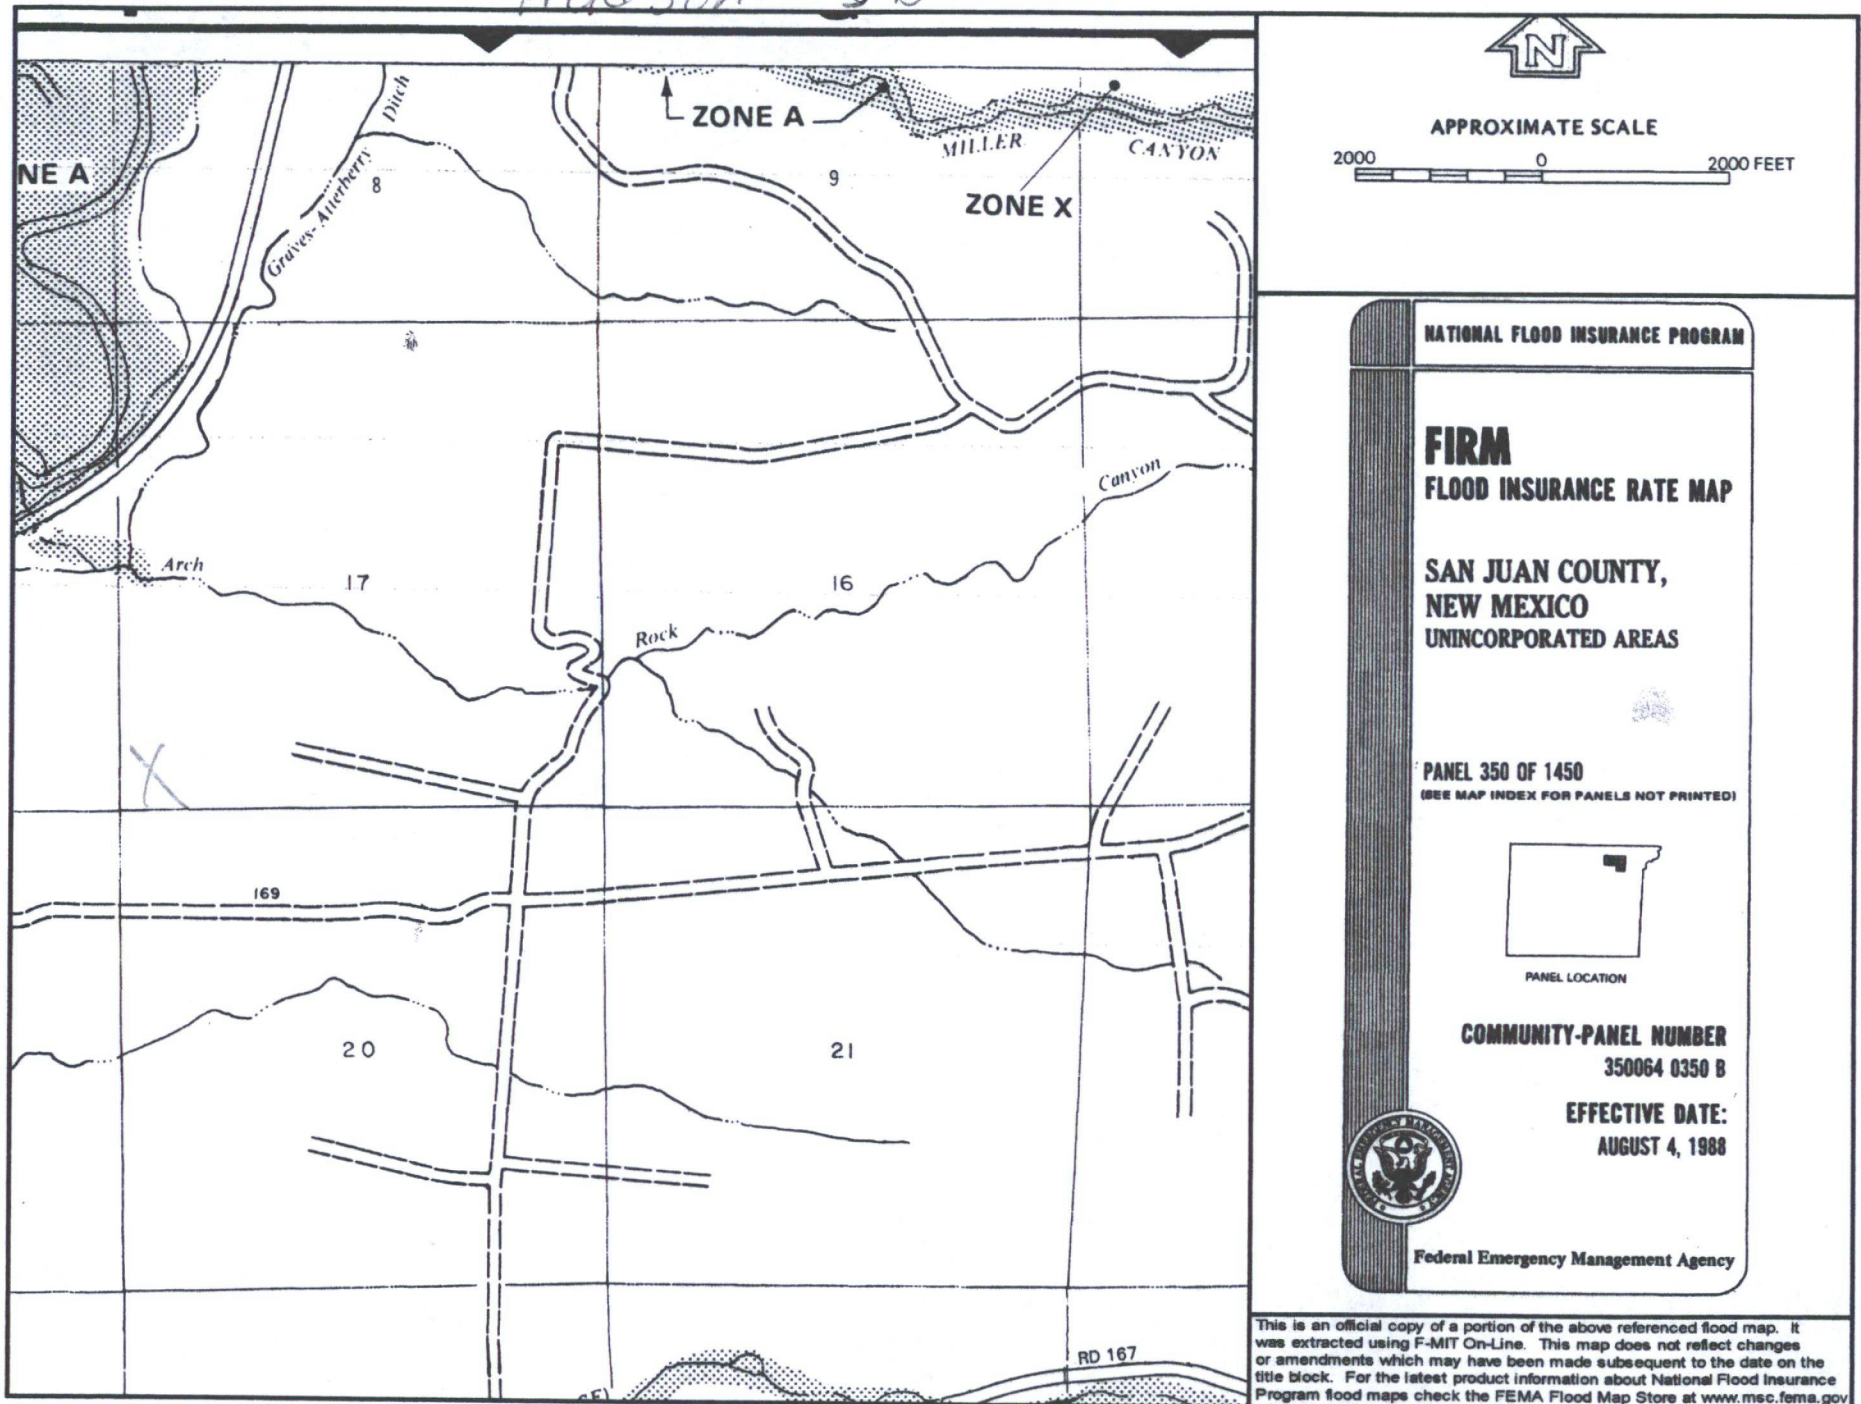 ZONE A
NE A
Graves-Atterberry Ditch
8
9
MILLER CANYON
ZONE X
Canyon
Arch
17
16
Rock
X
169
20
21
RD 167
N
APPROXIMATE SCALE
2000 0 2000 FEET
NATIONAL FLOOD INSURANCE PROGRAM
FIRM
FLOOD INSURANCE RATE MAP
SAN JUAN COUNTY,
NEW MEXICO
UNINCORPORATED AREAS
PANEL 350 OF 1450
(SEE MAP INDEX FOR PANELS NOT PRINTED)
PANEL LOCATION
COMMUNITY-PANEL NUMBER
350064 0350 B
EFFECTIVE DATE:
AUGUST 4, 1988
FEDERAL EMERGENCY MANAGEMENT AGENCY
Federal Emergency Management Agency
This is an official copy of a portion of the above referenced flood map. It
was extracted using F-MIT On-Line. This map does not reflect changes
or amendments which may have been made subsequent to the date on the
title block. For the latest product information about National Flood Insurance
Program flood maps check the FEMA Flood Map Store at www.msc.fema.gov